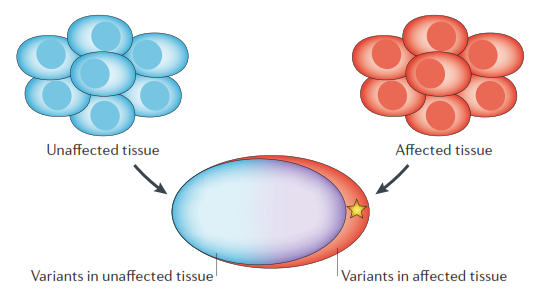 Unaffected tissue
Affected tissue
Variants in unaffected tissue
Variants in affected tissue